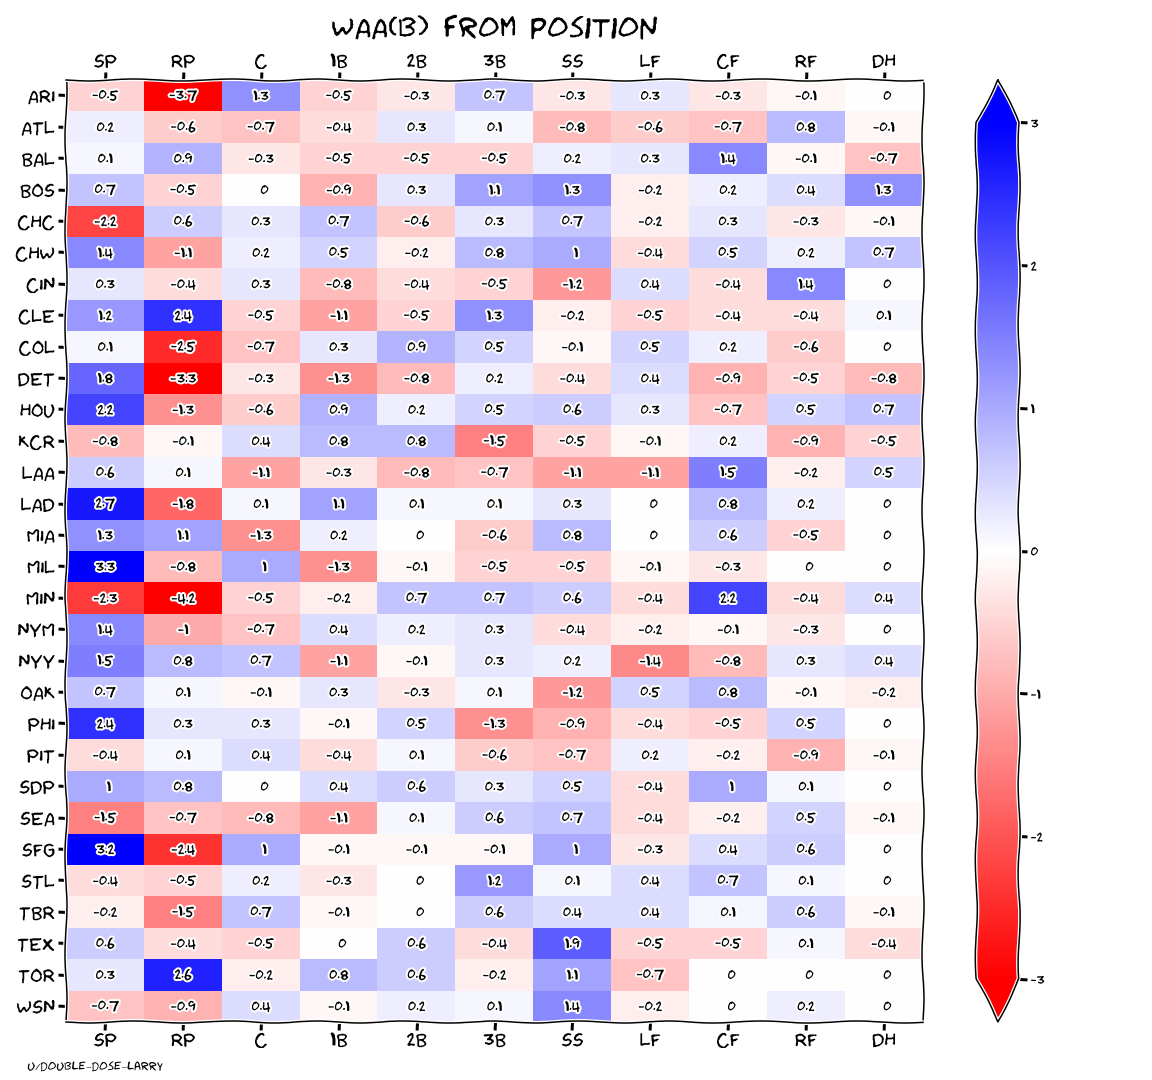 WAA(B) FROM POSITION
SP RP C 1B 2B 3B SS LF CF RF DH
ARI -0.5 -3.7 1.3 -0.5 -0.3 0.7 -0.3 0.3 -0.3 -0.1 0
ATL 0.2 -0.6 -0.7 -0.4 0.3 0.1 -0.8 -0.6 -0.7 0.8 -0.1
BAL 0.1 0.9 -0.3 -0.5 -0.5 -0.5 0.2 0.3 1.4 -0.1 -0.7
BOS 0.7 -0.5 0 -0.9 0.3 1.1 1.3 -0.2 0.2 0.4 1.3
CHC -2.2 0.6 0.3 0.7 -0.6 0.3 0.7 -0.2 0.3 -0.3 -0.1
CHW 1.4 -1.1 0.2 0.5 -0.2 0.8 1 -0.4 0.5 0.2 0.7
CIN 0.3 -0.4 0.3 -0.8 -0.4 -0.5 -1.2 0.4 -0.4 1.4 0
CLE 1.2 2.4 -0.5 -1.1 -0.5 1.3 -0.2 -0.5 -0.4 -0.4 0.1
COL 0.1 -2.5 -0.7 0.3 0.9 0.5 -0.1 0.5 0.2 -0.6 0
DET 1.8 -3.3 -0.3 -1.3 -0.8 0.2 -0.4 0.4 -0.9 -0.5 -0.8
HOU 2.2 -1.3 -0.6 0.9 0.2 0.5 0.6 0.3 -0.7 0.5 0.7
KCR -0.8 -0.1 0.4 0.8 0.8 -1.5 -0.5 -0.1 0.2 -0.9 -0.5
LAA 0.6 0.1 -1.1 -0.3 -0.8 -0.7 -1.1 -1.1 1.5 -0.2 0.5
LAD 2.7 -1.8 0.1 1.1 0.1 0.1 0.3 0 0.8 0.2 0
MIA 1.3 1.1 -1.3 0.2 0 -0.6 0.8 0 0.6 -0.5 0
MIL 3.3 -0.8 1 -1.3 -0.1 -0.5 -0.5 -0.1 -0.3 0 0
MIN -2.3 -4.2 -0.5 -0.2 0.7 0.7 0.6 -0.4 2.2 -0.4 0.4
NYM 1.4 -1 -0.7 0.4 0.2 0.3 -0.4 -0.2 -0.1 -0.3 0
NYY 1.5 0.8 0.7 -1.1 -0.1 0.3 0.2 -1.4 -0.8 0.3 0.4
OAK 0.7 0.1 -0.1 0.3 -0.3 0.1 -1.2 0.5 0.8 -0.1 -0.2
PHI 2.4 0.3 0.3 -0.1 0.5 -1.3 -0.9 -0.4 -0.5 0.5 0
PIT -0.4 0.1 0.4 -0.4 0.1 -0.6 -0.7 0.2 -0.2 -0.9 -0.1
SDP 1 0.8 0 0.4 0.6 0.3 0.5 -0.4 1 0.1 0
SEA -1.5 -0.7 -0.8 -1.1 0.1 0.6 0.7 -0.4 -0.2 0.5 -0.1
SFG 3.2 -2.4 1 -0.1 -0.1 -0.1 1 -0.3 0.4 0.6 0
STL -0.4 -0.5 0.2 -0.3 0 1.2 0.1 0.4 0.7 0.1 0
TBR -0.2 -1.5 0.7 -0.1 0 0.6 0.4 0.4 0.1 0.6 -0.1
TEX 0.6 -0.4 -0.5 0 0.6 -0.4 1.9 -0.5 -0.5 0.1 -0.4
TOR 0.3 2.6 -0.2 0.8 0.6 -0.2 1.1 -0.7 0 0 0
WSN -0.7 -0.9 0.4 -0.1 0.2 0.1 1.4 -0.2 0 0.2 0
SP RP C 1B 2B 3B SS LF CF RF DH
3
2
1
0
-1
-2
-3
U/DOUBLE_DOSE_LARRY